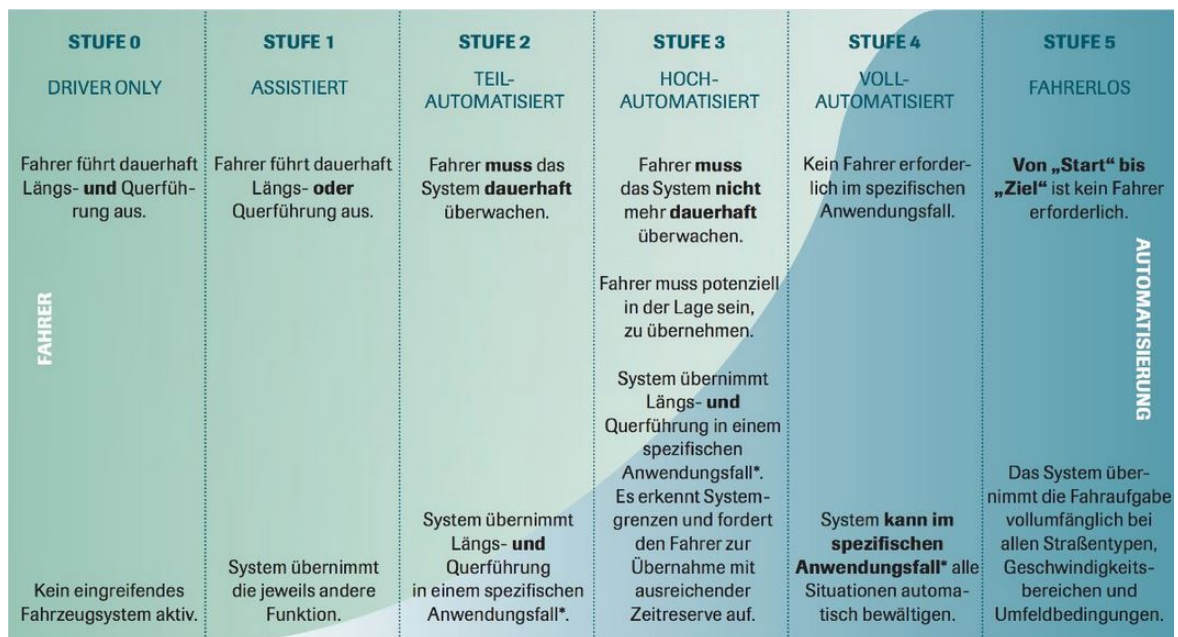 STUFE 0
DRIVER ONLY
Fahrer führt dauerhaft
Längs- und Querfüh-
rung aus.
Kein eingreifendes
Fahrzeugsystem aktiv.
STUFE 1
ASSISTIERT
Fahrer führt dauerhaft
Längs- oder
Querführung aus.
System übernimmt
die jeweils andere
Funktion.
STUFE 2
TEIL-
AUTOMATISIERT
Fahrer muss das
System dauerhaft
überwachen.
System übernimmt
Längs- und
Querführung
in einem spezifischen
Anwendungsfall*.
STUFE 3
HOCH-
AUTOMATISIERT
Fahrer muss
das System nicht
mehr dauerhaft
überwachen.
Fahrer muss potenziell
in der Lage sein,
zu übernehmen.
System übernimmt
Längs- und
Querführung in einem
spezifischen
Anwendungsfall*.
Es erkennt System-
grenzen und fordert
den Fahrer zur
Übernahme mit
ausreichender
Zeitreserve auf.
STUFE 4
VOLL-
AUTOMATISIERT
Kein Fahrer erforder-
lich im spezifischen
Anwendungsfall.
System kann im
spezifischen
Anwendungsfall* alle
Situationen automa-
tisch bewältigen.
STUFE 5
FAHRERLOS
Von „Start“ bis
„Ziel“ ist kein Fahrer
erforderlich.
Das System über-
nimmt die Fahraufgabe
vollumfänglich bei
allen Straßentypen,
Geschwindigkeits-
bereichen und
Umfeldbedingungen.
FAHRER
AUTOMATISIERUNG